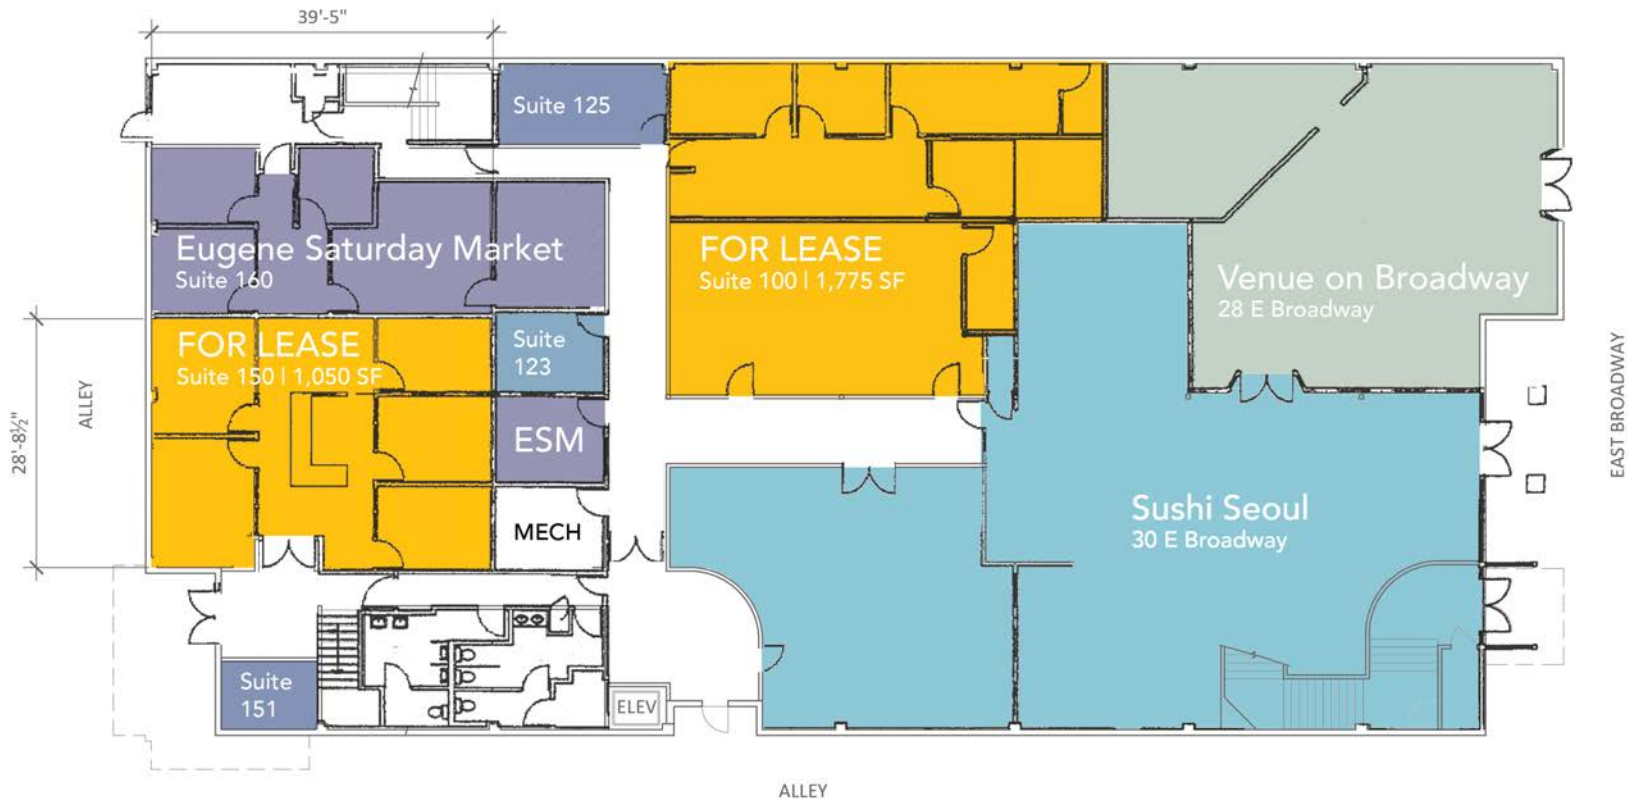 39'-5"
Suite 125
Eugene Saturday Market
Suite 160
FOR LEASE
Suite 100 | 1,775 SF
Venue on Broadway
28 E Broadway
FOR LEASE
Suite 150 | 1,050 SF
Suite
123
ALLEY
28'-8½"
ESM
EAST BROADWAY
MECH
Sushi Seoul
30 E Broadway
Suite
151
ELEV
ALLEY